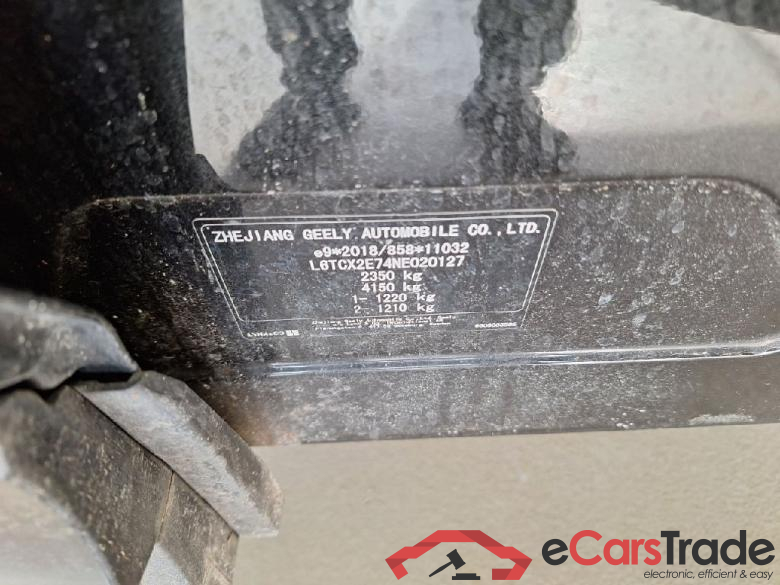 ZHEJIANG GEELY AUTOMOBILE CO.,LTD.
e9*2018/858*11032
L6TCX2E74NE020127
2350 kg
4150 kg
1- 1220 kg
2- 1210 kg
eCarsTrade
electronic, efficient & easy